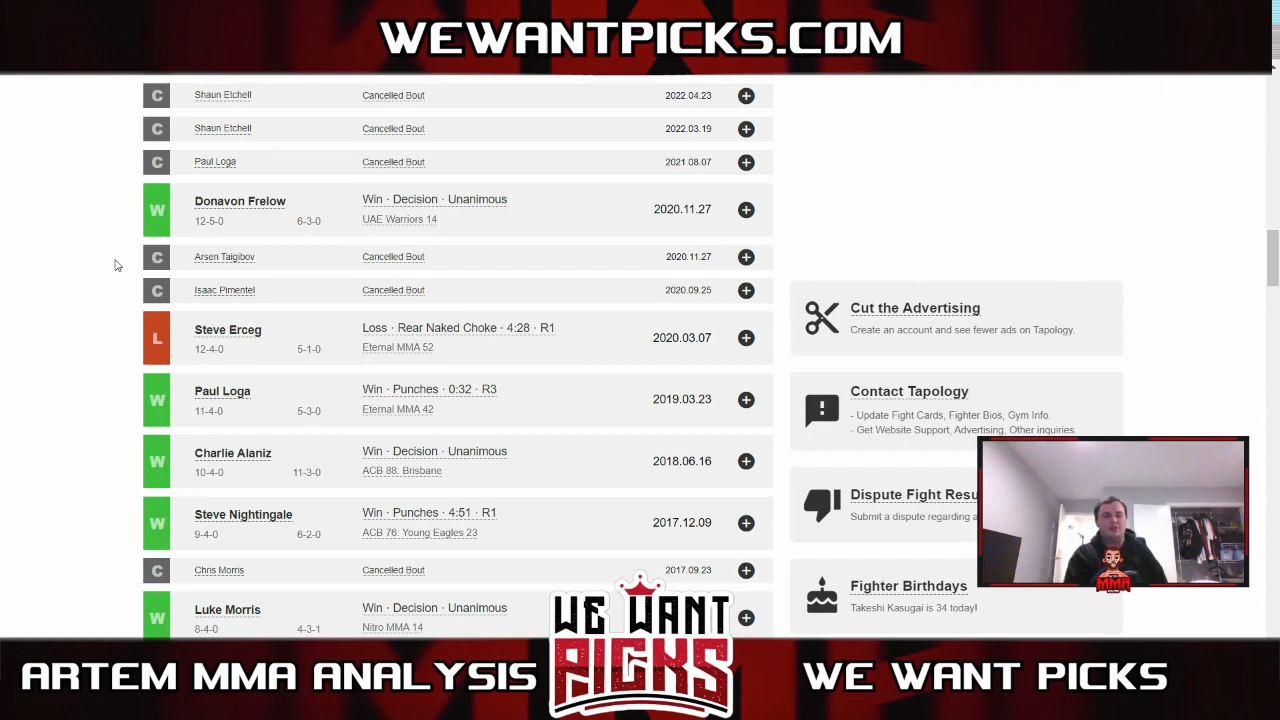 WEWANTPICKS.COM
C Shaun Etchell Cancelled Bout 2022.04.23
C Shaun Etchell Cancelled Bout 2022.03.19
C Paul Loga Cancelled Bout 2021.08.07
W Donavon Frelow Win · Decision · Unanimous 2020.11.27
12-5-0 6-3-0 UAE Warriors 14
C Arsen Taigibov Cancelled Bout 2020.11.27
C Isaac Pimentel Cancelled Bout 2020.09.25
L Steve Erceg Loss · Rear Naked Choke · 4:28 · R1 2020.03.07
12-4-0 5-1-0 Eternal MMA 52
W Paul Loga Win · Punches · 0:32 · R3 2019.03.23
11-4-0 5-3-0 Eternal MMA 42
W Charlie Alaniz Win · Decision · Unanimous 2018.06.16
10-4-0 11-3-0 ACB 88: Brisbane
W Steve Nightingale Win · Punches · 4:51 · R1 2017.12.09
9-4-0 6-2-0 ACB 76: Young Eagles 23
C Chris Morris Cancelled Bout 2017.09.23
W Luke Morris Win · Decision · Unanimous
8-4-0 4-3-1 Nitro MMA 14
Cut the Advertising
Create an account and see fewer ads on Tapology.
Contact Tapology
- Update Fight Cards, Fighter Bios, Gym Info.
- Get Website Support, Advertising, Other inquiries.
Dispute Fight Resu
Submit a dispute regarding a
Fighter Birthdays
Takeshi Kasugai is 34 today!
MMA
WE WANT
PICKS
ARTEM MMA ANALYSIS
WE WANT PICKS